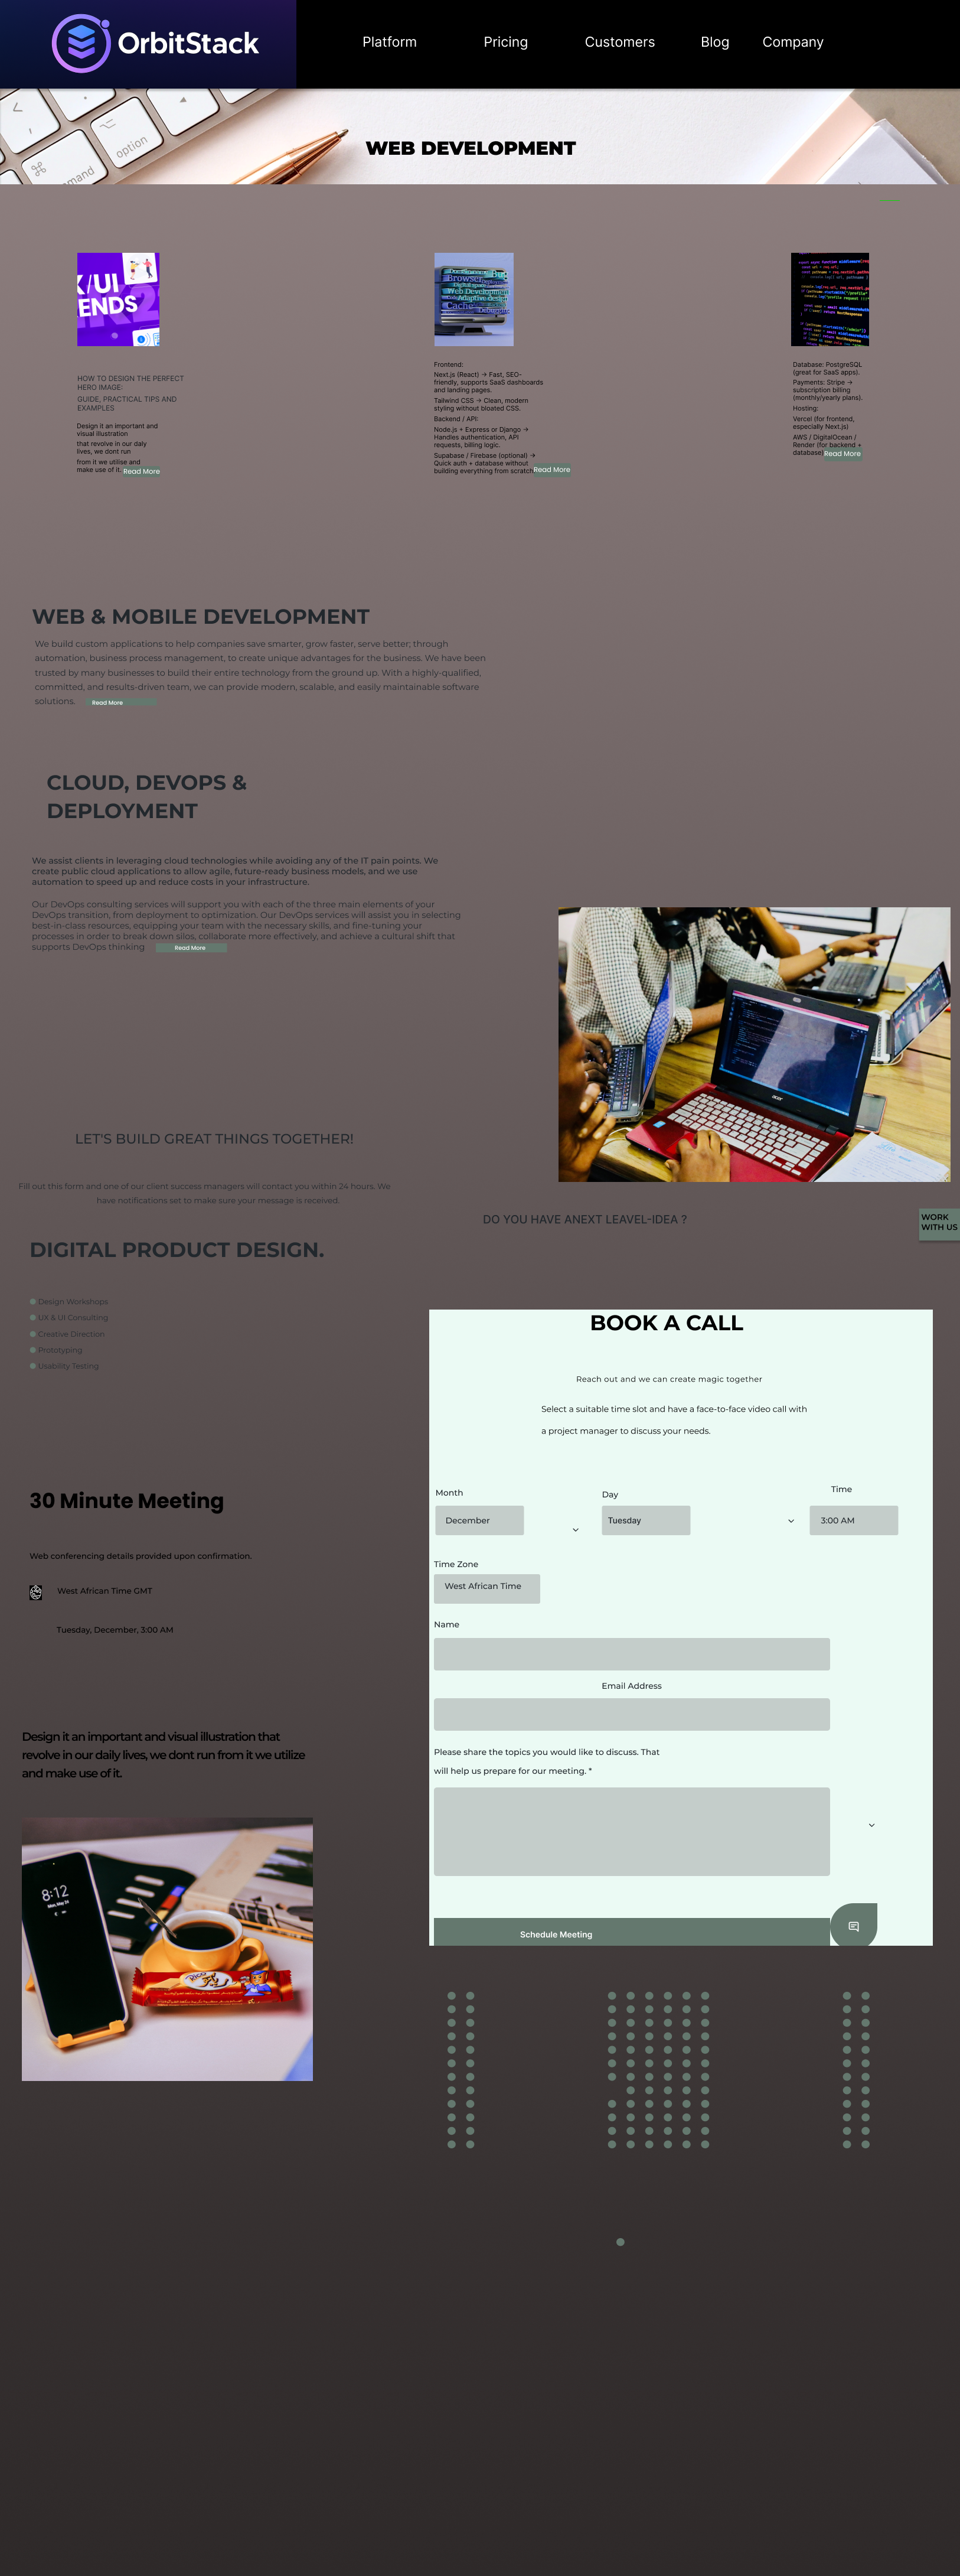 OrbitStack
Platform
Pricing
Customers
Blog
Company
option
WEB DEVELOPMENT
HOW TO DESIGN THE PERFECT
HERO IMAGE:
GUIDE, PRACTICAL TIPS AND
EXAMPLES
Design it an important and
visual illustration
that revolve in our daly
lives, we dont run
from it we utilise and
make use of it.
Read More
Frontend:
Next.js (React) → Fast, SEO-
friendly, supports SaaS dashboards
and landing pages.
Tailwind CSS → Clean, modern
styling without bloated CSS.
Backend / API:
Node.js + Express or Django →
Handles authentication, API
requests, billing logic.
Supabase / Firebase (optional) →
Quick auth + database without
building everything from scratch
Read More
Database: PostgreSQL
(great for SaaS apps).
Payments: Stripe →
subscription billing
(monthly/yearly plans).
Hosting:
Vercel (for frontend,
especially Next.js)
AWS / DigitalOcean /
Render (for backend +
database)
Read More
WEB & MOBILE DEVELOPMENT
We build custom applications to help companies save smarter, grow faster, serve better; through
automation, business process management, to create unique advantages for the business. We have been
trusted by many businesses to build their entire technology from the ground up. With a highly-qualified,
committed, and results-driven team, we can provide modern, scalable, and easily maintainable software
solutions.
Read More
CLOUD, DEVOPS &
DEPLOYMENT
We assist clients in leveraging cloud technologies while avoiding any of the IT pain points. We
create public cloud applications to allow agile, future-ready business models, and we use
automation to speed up and reduce costs in your infrastructure.
Our DevOps consulting services will support you with each of the three main elements of your
DevOps transition, from deployment to optimization. Our DevOps services will assist you in selecting
best-in-class resources, equipping your team with the necessary skills, and fine-tuning your
processes in order to break down silos, collaborate more effectively, and achieve a cultural shift that
supports DevOps thinking
Read More
acer
LET'S BUILD GREAT THINGS TOGETHER!
Fill out this form and one of our client success managers will contact you within 24 hours. We
have notifications set to make sure your message is received.
DO YOU HAVE ANEXT LEAVEL-IDEA ?
WORK
WITH US
DIGITAL PRODUCT DESIGN.
Design Workshops
UX & UI Consulting
Creative Direction
Prototyping
Usability Testing
BOOK A CALL
Reach out and we can create magic together
Select a suitable time slot and have a face-to-face video call with
a project manager to discuss your needs.
Month
Day
Time
December
Tuesday
3:00 AM
Time Zone
West African Time
Name
Email Address
Please share the topics you would like to discuss. That
will help us prepare for our meeting. *
Schedule Meeting
30 Minute Meeting
Web conferencing details provided upon confirmation.
West African Time GMT
Tuesday, December, 3:00 AM
Design it an important and visual illustration that
revolve in our daily lives, we dont run from it we utilize
and make use of it.
8:12